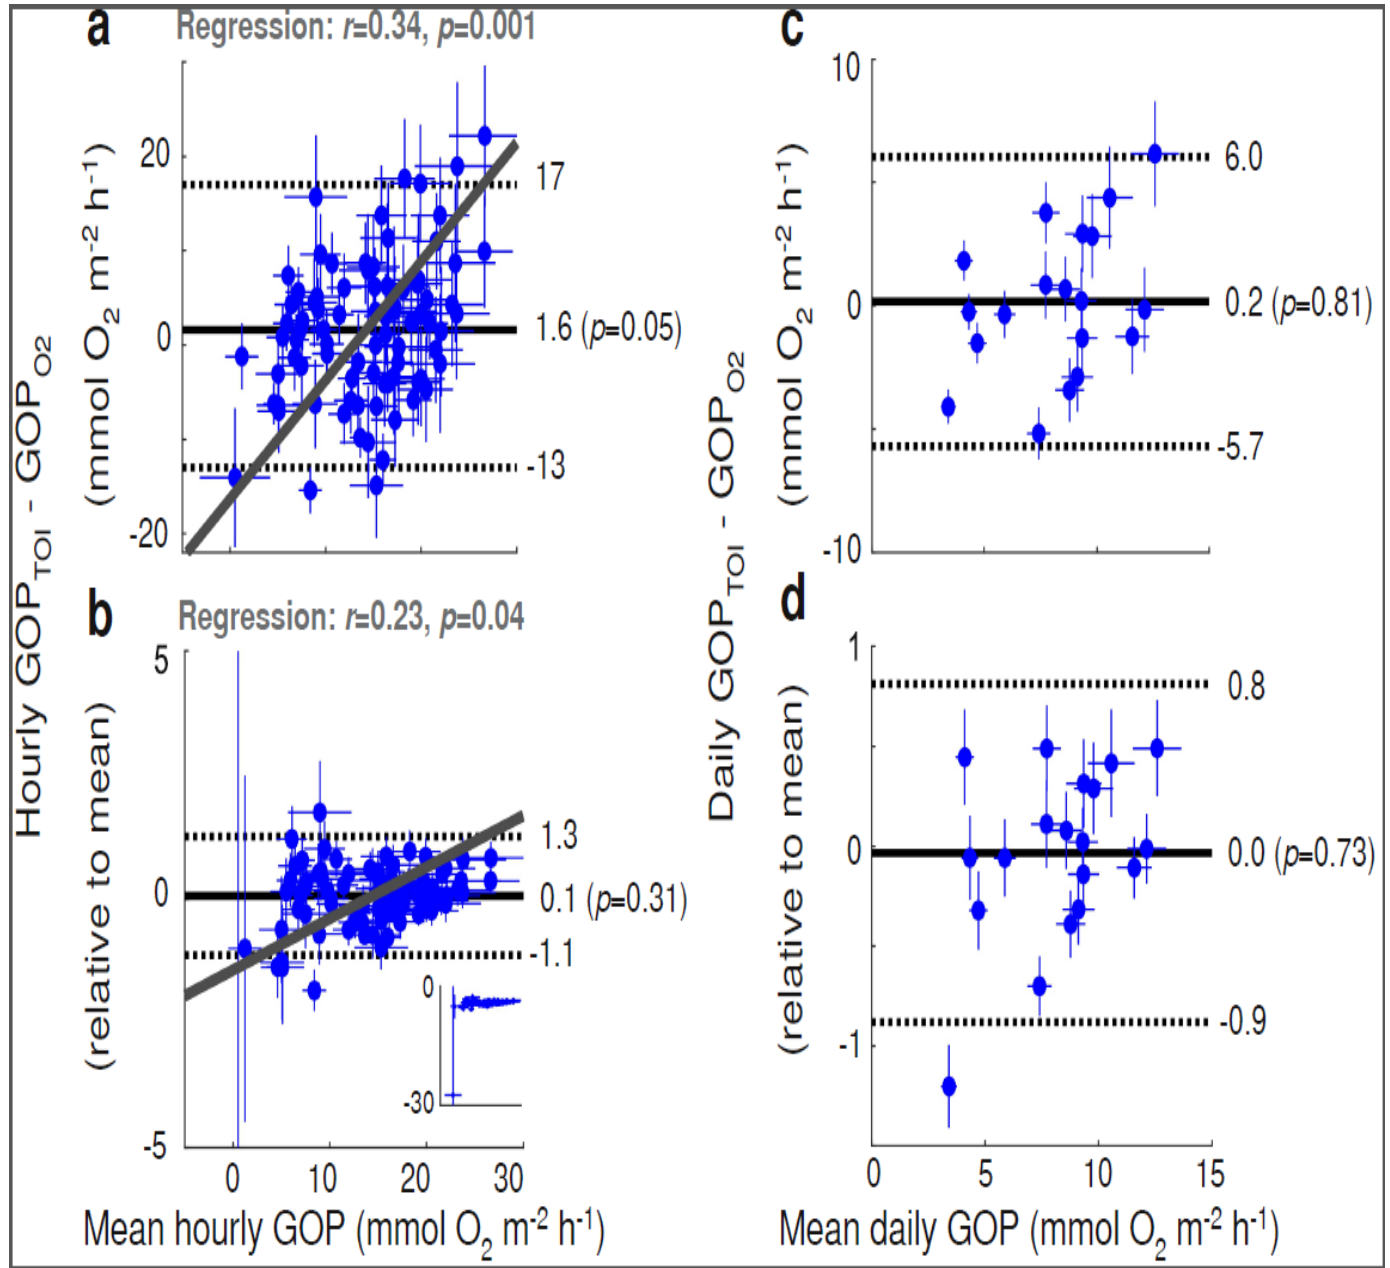 a
Regression: r=0.34, p=0.001
Hourly GOP_TOI - GOP_O2
(mmol O₂ m⁻² h⁻¹)
20
0
-20
17
1.6 (p=0.05)
-13
b
Regression: r=0.23, p=0.04
(relative to mean)
5
0
-5
1.3
0.1 (p=0.31)
-1.1
0
-30
0 10 20 30
Mean hourly GOP (mmol O₂ m⁻² h⁻¹)
c
Daily GOP_TOI - GOP_O2
(mmol O₂ m⁻² h⁻¹)
10
0
-10
6.0
0.2 (p=0.81)
-5.7
d
(relative to mean)
1
0
-1
0.8
0.0 (p=0.73)
-0.9
0 5 10 15
Mean daily GOP (mmol O₂ m⁻² h⁻¹)